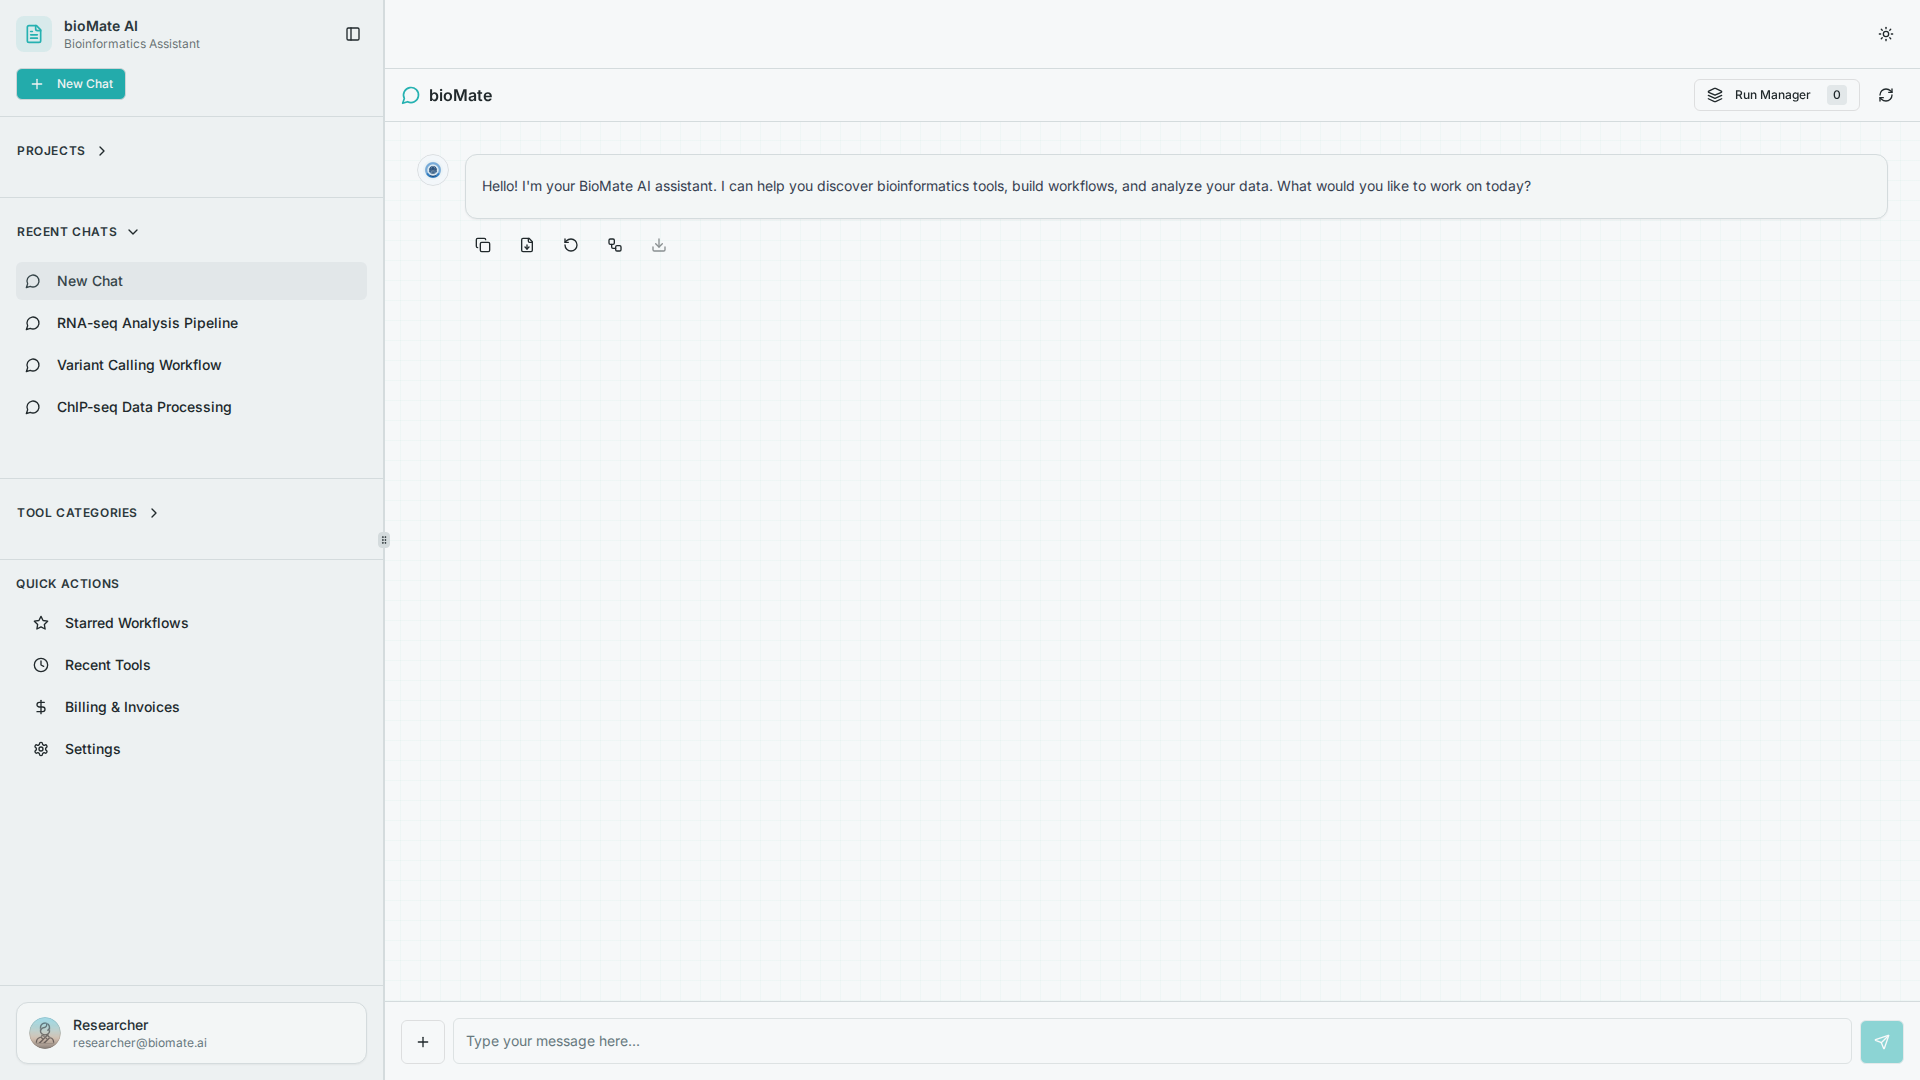 bioMate AI
Bioinformatics Assistant
New Chat
PROJECTS
RECENT CHATS
New Chat
RNA-seq Analysis Pipeline
Variant Calling Workflow
ChIP-seq Data Processing
TOOL CATEGORIES
QUICK ACTIONS
Starred Workflows
Recent Tools
Billing & Invoices
Settings
Researcher
researcher@biomate.ai
bioMate
Run Manager 0
Hello! I'm your BioMate AI assistant. I can help you discover bioinformatics tools, build workflows, and analyze your data. What would you like to work on today?
Type your message here...